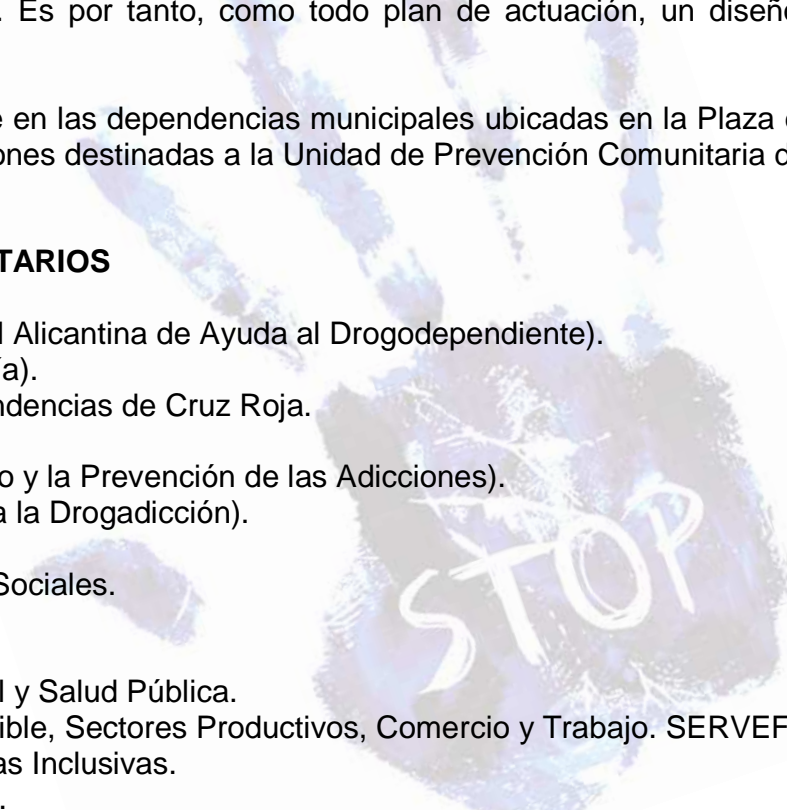 . Es por tanto, como todo plan de actuación, un diseño
en las dependencias municipales ubicadas en la Plaza
ones destinadas a la Unidad de Prevención Comunitaria d
TARIOS
Alicantina de Ayuda al Drogodependiente).
ía).
ndencias de Cruz Roja.
o y la Prevención de las Adicciones).
a la Drogadicción).
Sociales.
STOP
l y Salud Pública.
ible, Sectores Productivos, Comercio y Trabajo. SERVEF
as Inclusivas.